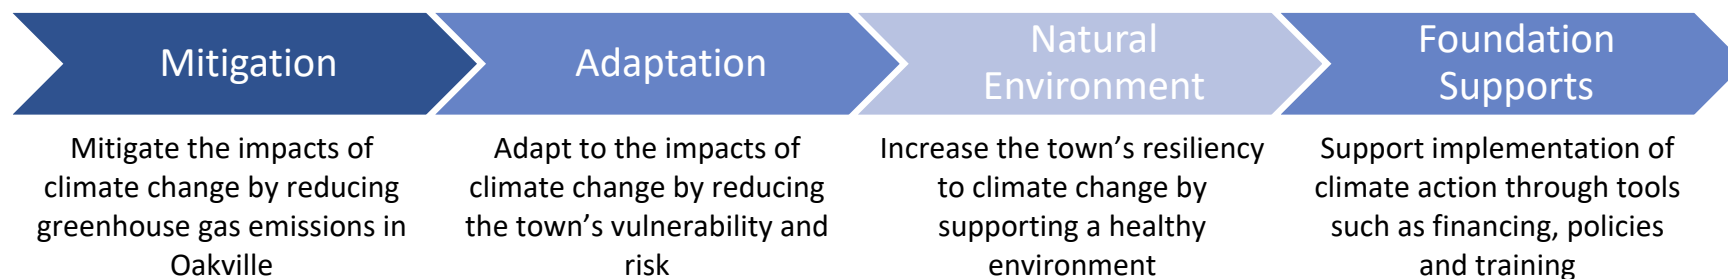 Mitigation
Mitigate the impacts of
climate change by reducing
greenhouse gas emissions in
Oakville
Adaptation
Adapt to the impacts of
climate change by reducing
the town’s vulnerability and
risk
Natural
Environment
Increase the town’s resiliency
to climate change by
supporting a healthy
environment
Foundation
Supports
Support implementation of
climate action through tools
such as financing, policies
and training